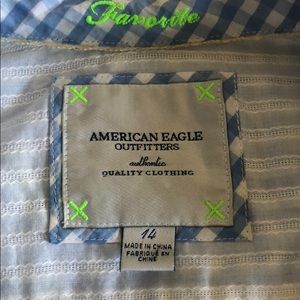 Favorite
AMERICAN EAGLE
OUTFITTERS
authentic
QUALITY CLOTHING
14
MADE IN CHINA
FABRIQUÉ EN
CHINE